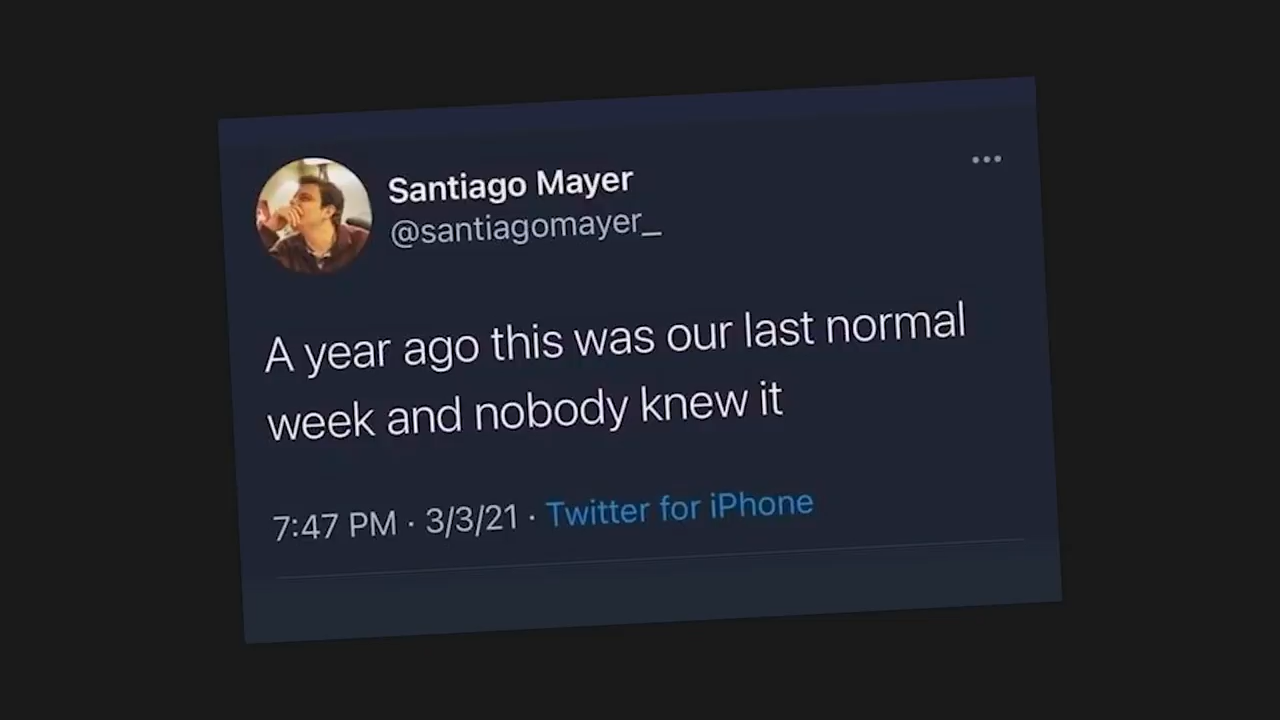 Santiago Mayer
@santiagomayer_
A year ago this was our last normal
week and nobody knew it
7:47 PM · 3/3/21 · Twitter for iPhone